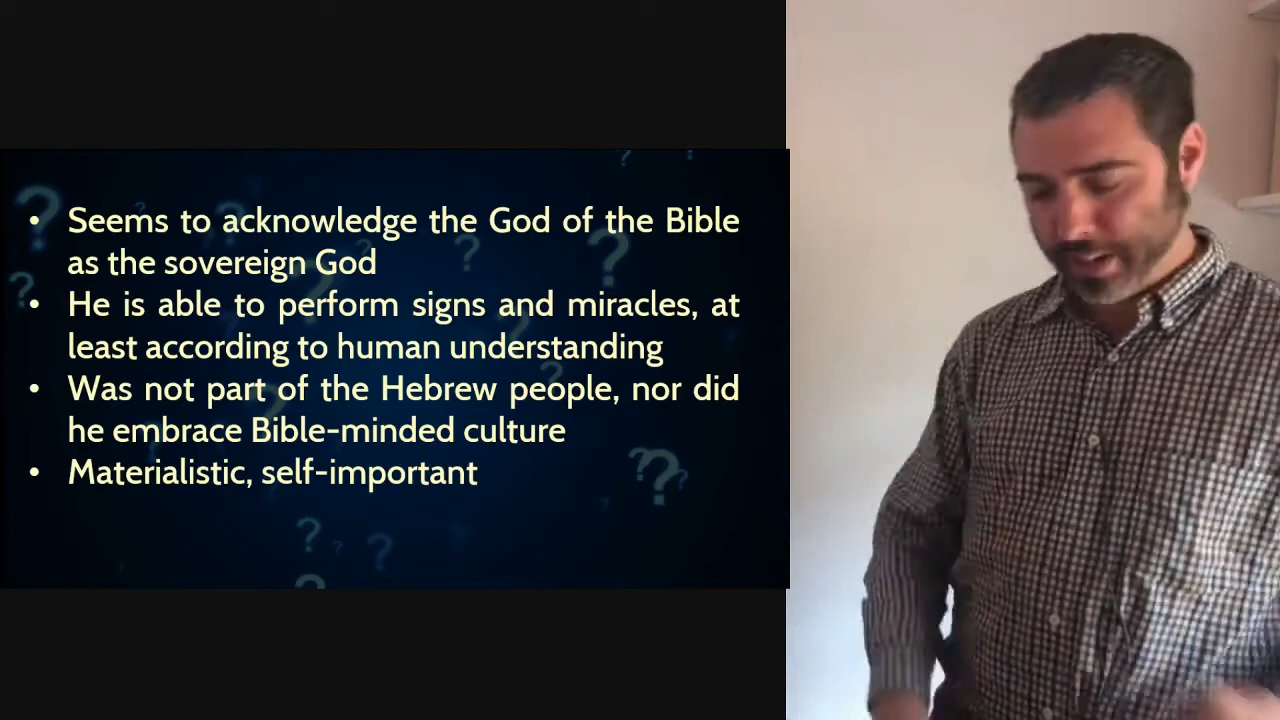 • Seems to acknowledge the God of the Bible
as the sovereign God
• He is able to perform signs and miracles, at
least according to human understanding
• Was not part of the Hebrew people, nor did
he embrace Bible-minded culture
• Materialistic, self-important